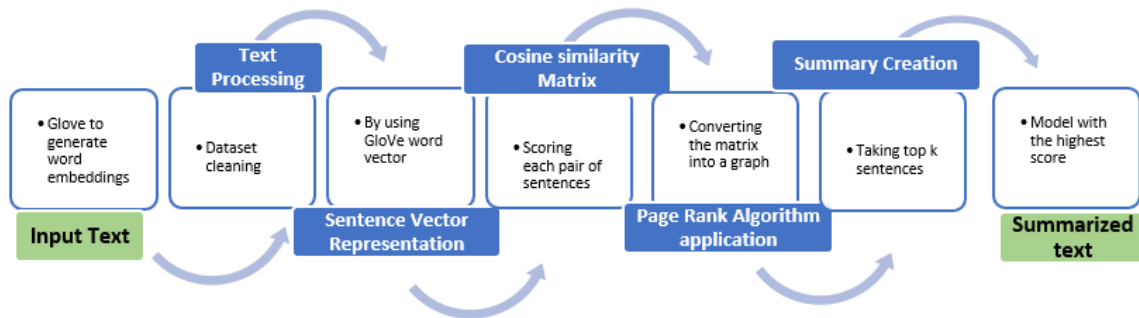 • Glove to
generate
word
embeddings
Input Text
Text
Processing
• Dataset
cleaning
• By using
GloVe word
vector
Sentence Vector
Representation
Cosine similarity
Matrix
• Scoring
each pair of
sentences
• Converting
the matrix
into a graph
Page Rank Algorithm
application
Summary Creation
• Taking top k
sentences
• Model with
the highest
score
Summarized
text